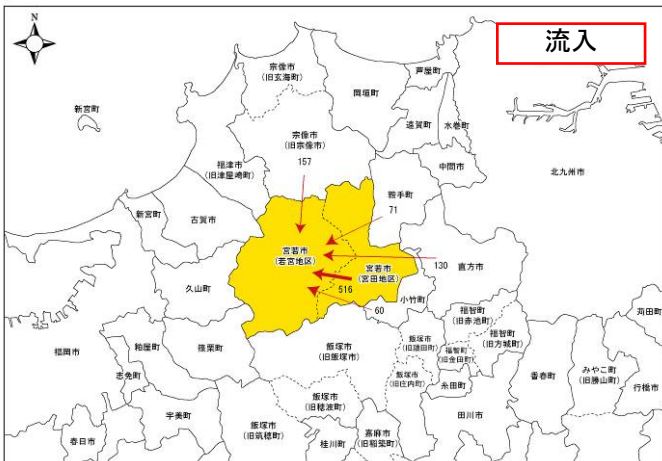 N
流入
宗像市
(旧玄海町)
岡垣町
芦屋町
遠賀町
水巻町
新宮町
宗像市
(旧宗像市)
157
中間市
北九州市
福津市
(旧津屋崎町)
鞍手町
71
新宮町
古賀市
宮若市
(若宮地区)
宮若市
(宮田地区)
516
130
直方市
久山町
小竹町
60
福智町
(旧赤池町)
苅田町
福岡市
粕屋町
篠栗町
飯塚市
(旧飯塚市)
飯塚市
(旧頴田町)
福智町
(旧方城町)
福智町
(旧金田町)
志免町
飯塚市
(旧庄内町)
糸田町
香春町
みやこ町
(旧勝山町)
行橋市
宇美町
飯塚市
(旧穂波町)
田川市
春日市
飯塚市
(旧筑穂町)
桂川町
嘉麻市
(旧稲築町)